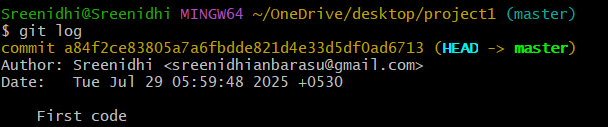 Sreenidhi@Sreenidhi MINGW64 ~/OneDrive/desktop/project1 (master)
$ git log
commit a84f2ce83805a7a6fbdde821d4e33d5df0ad6713 (HEAD -> master)
Author: Sreenidhi <sreenidhianbarasu@gmail.com>
Date:   Tue Jul 29 05:59:48 2025 +0530
    First code